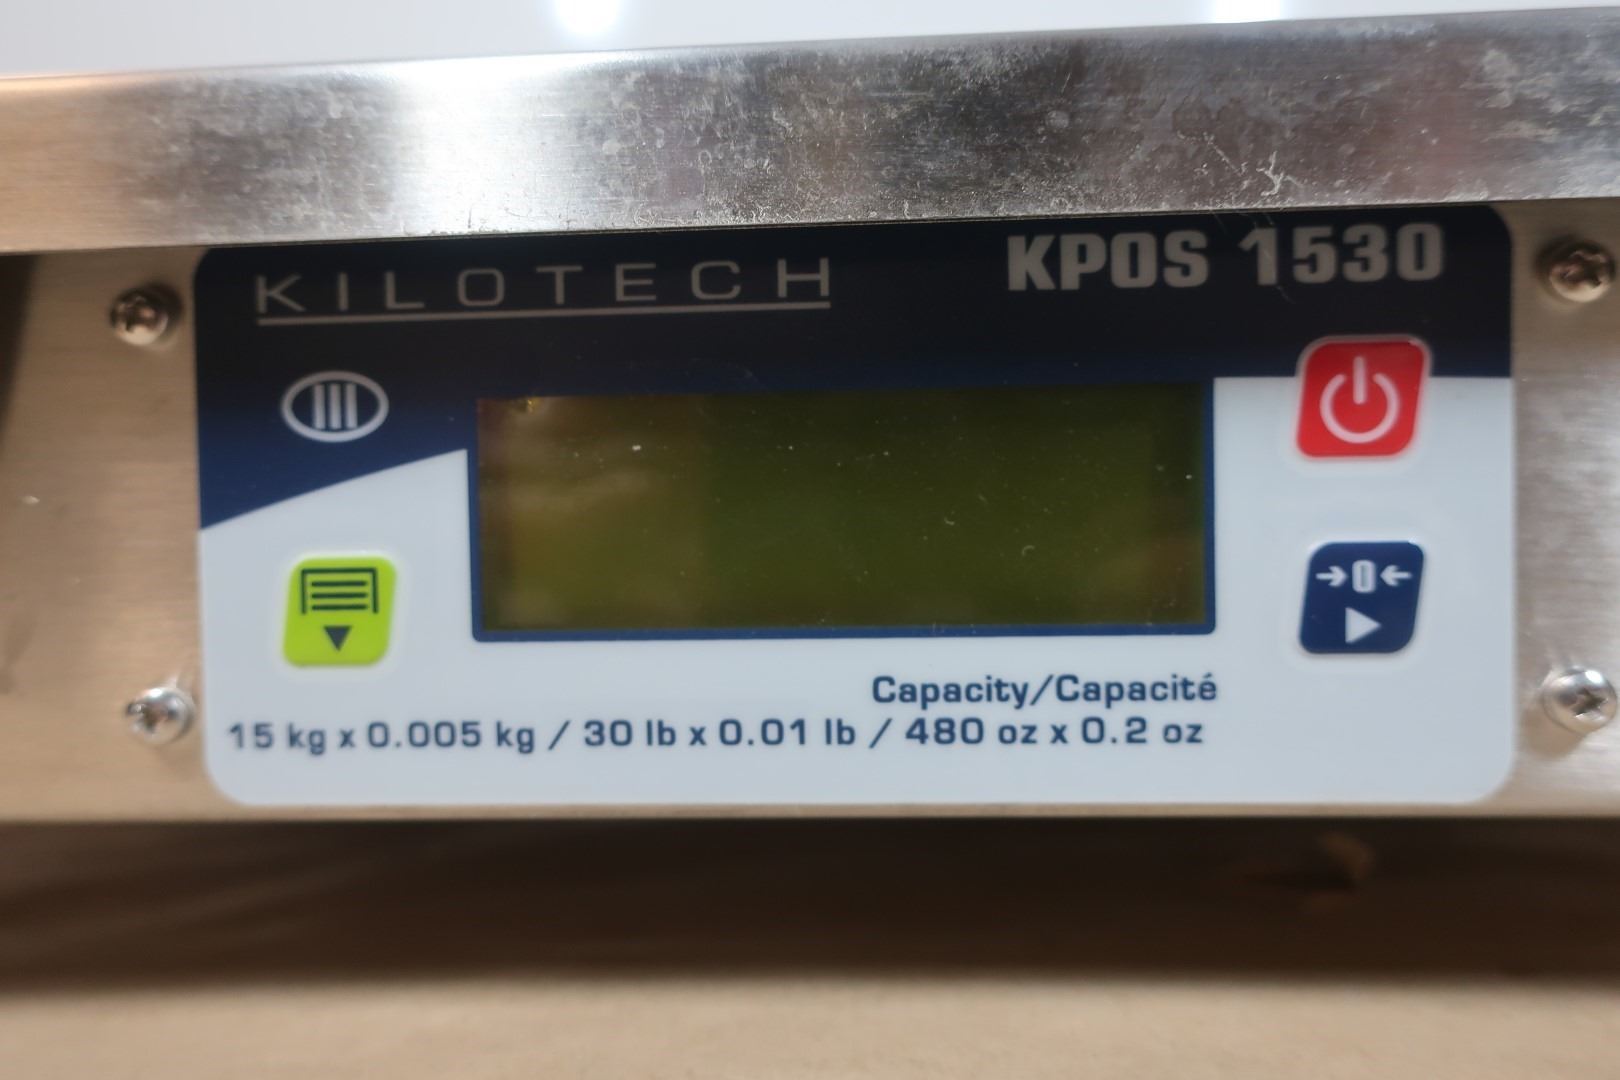 KILOTECH
KPOS 1530
→0←
Capacity/Capacité
15 kg x 0.005 kg / 30 lb x 0.01 lb / 480 oz x 0.2 oz